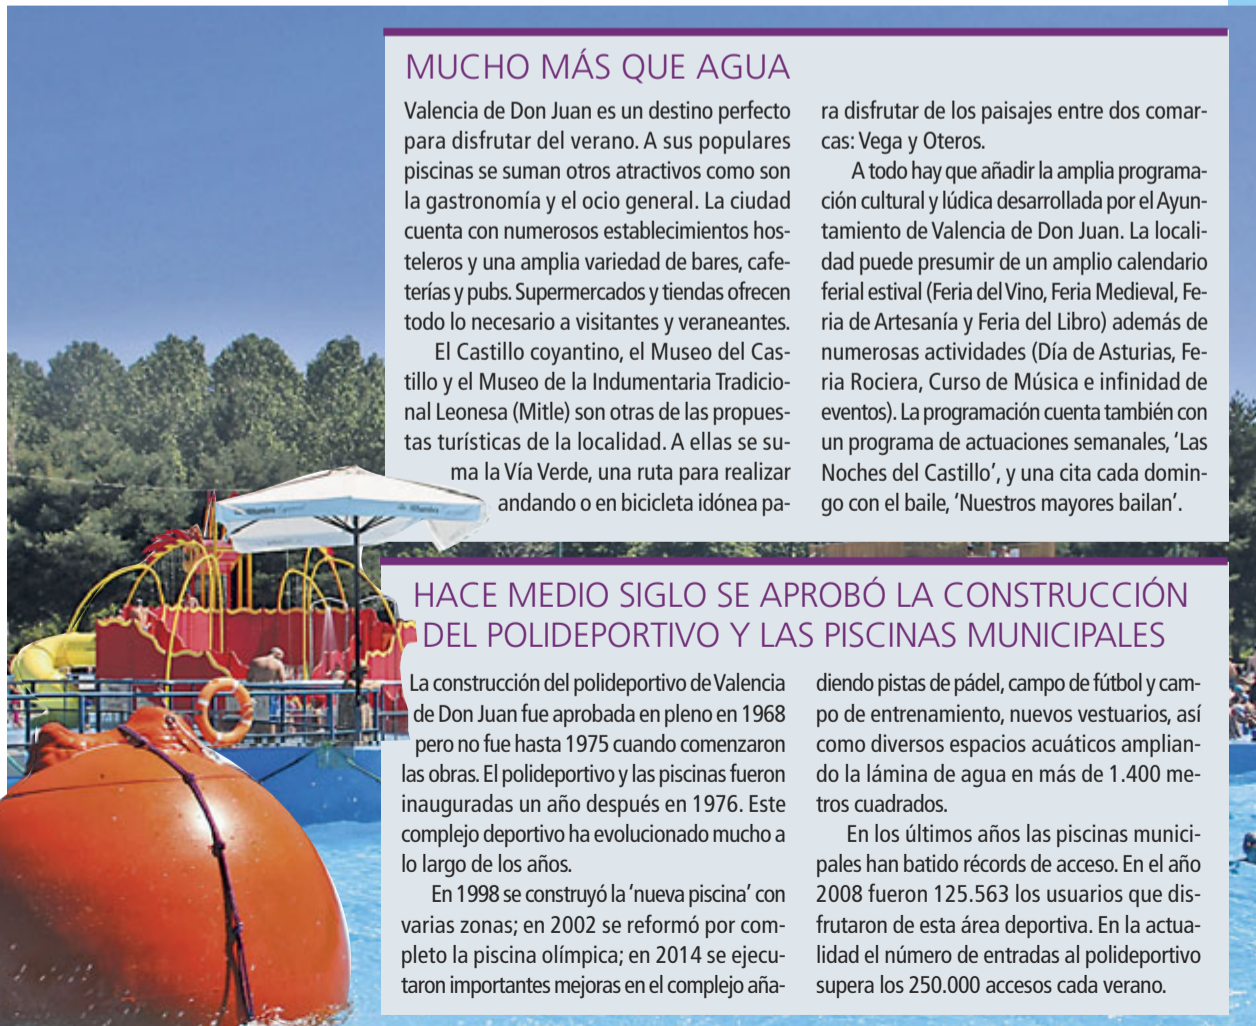 MUCHO MÁS QUE AGUA
Valencia de Don Juan es un destino perfecto
para disfrutar del verano. A sus populares
piscinas se suman otros atractivos como son
la gastronomía y el ocio general. La ciudad
cuenta con numerosos establecimientos hos-
teleros y una amplia variedad de bares, cafe-
terías y pubs. Supermercados y tiendas ofrecen
todo lo necesario a visitantes y veraneantes.
El Castillo coyantino, el Museo del Cas-
tillo y el Museo de la Indumentaria Tradicio-
nal Leonesa (Mitle) son otras de las propues-
tas turísticas de la localidad. A ellas se su-
ma la Vía Verde, una ruta para realizar
andando o en bicicleta idónea pa-
ra disfrutar de los paisajes entre dos comar-
cas: Vega y Oteros.
A todo hay que añadir la amplia programa-
ción cultural y lúdica desarrollada por el Ayun-
tamiento de Valencia de Don Juan. La locali-
dad puede presumir de un amplio calendario
ferial estival (Feria del Vino, Feria Medieval, Fe-
ria de Artesanía y Feria del Libro) además de
numerosas actividades (Día de Asturias, Fe-
ria Rociera, Curso de Música e infinidad de
eventos). La programación cuenta también con
un programa de actuaciones semanales, ‘Las
Noches del Castillo’, y una cita cada domin-
go con el baile, ‘Nuestros mayores bailan’.
HACE MEDIO SIGLO SE APROBÓ LA CONSTRUCCIÓN
DEL POLIDEPORTIVO Y LAS PISCINAS MUNICIPALES
La construcción del polideportivo de Valencia
de Don Juan fue aprobada en pleno en 1968
pero no fue hasta 1975 cuando comenzaron
las obras. El polideportivo y las piscinas fueron
inauguradas un año después en 1976. Este
complejo deportivo ha evolucionado mucho a
lo largo de los años.
En 1998 se construyó la ‘nueva piscina’ con
varias zonas; en 2002 se reformó por com-
pleto la piscina olímpica; en 2014 se ejecu-
taron importantes mejoras en el complejo aña-
diendo pistas de pádel, campo de fútbol y cam-
po de entrenamiento, nuevos vestuarios, así
como diversos espacios acuáticos amplian-
do la lámina de agua en más de 1.400 me-
tros cuadrados.
En los últimos años las piscinas munici-
pales han batido récords de acceso. En el año
2008 fueron 125.563 los usuarios que dis-
frutaron de esta área deportiva. En la actua-
lidad el número de entradas al polideportivo
supera los 250.000 accesos cada verano.